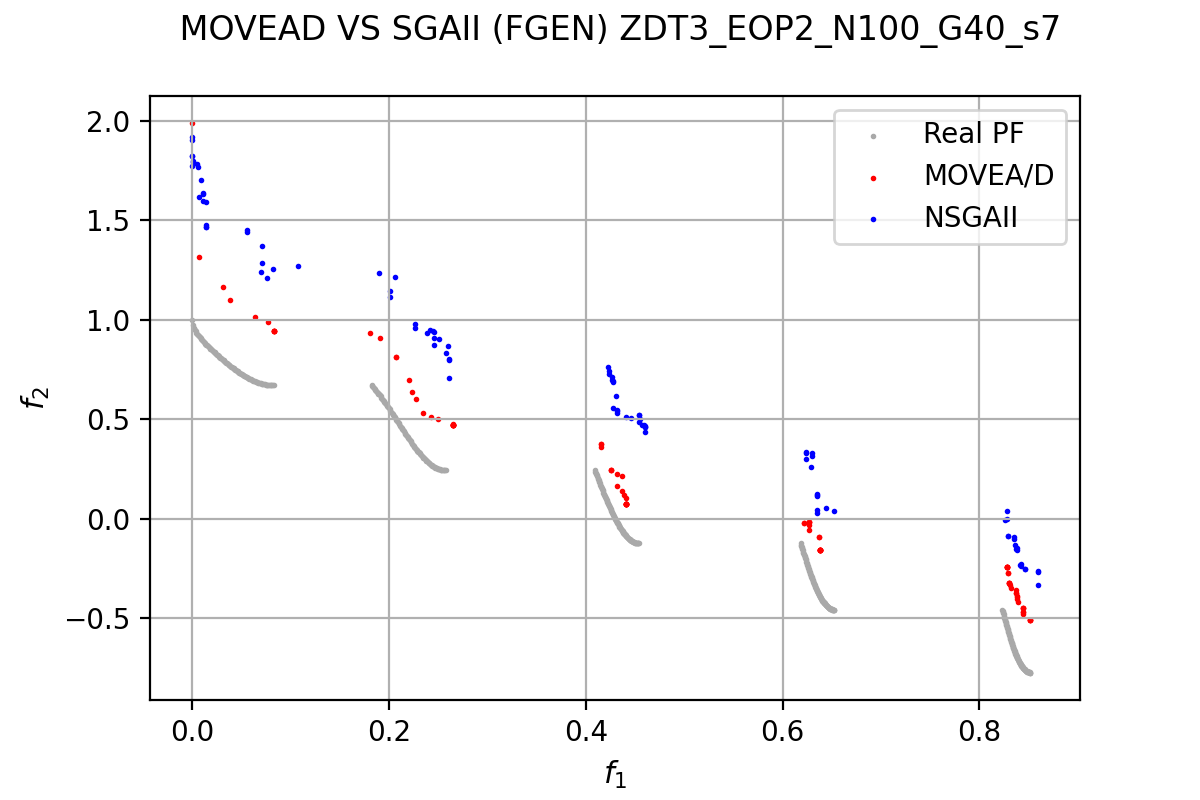 MOVEAD VS SGAII (FGEN) ZDT3_EOP2_N100_G40_s7
2.0
1.5
1.0
0.5
0.0
−0.5
f2
Real PF
MOVEA/D
NSGAII
0.0 0.2 0.4 0.6 0.8
f1